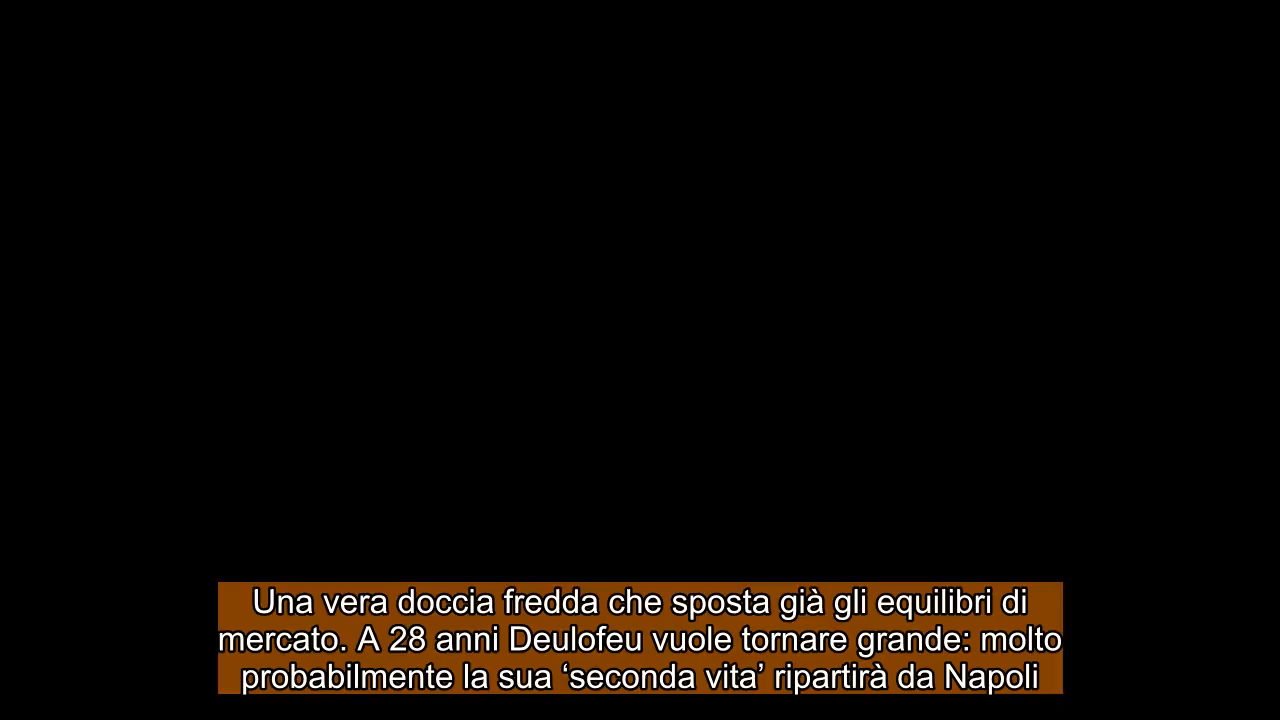 Una vera doccia fredda che sposta già gli equilibri di
mercato. A 28 anni Deulofeu vuole tornare grande: molto
probabilmente la sua ‘seconda vita’ ripartirà da Napoli